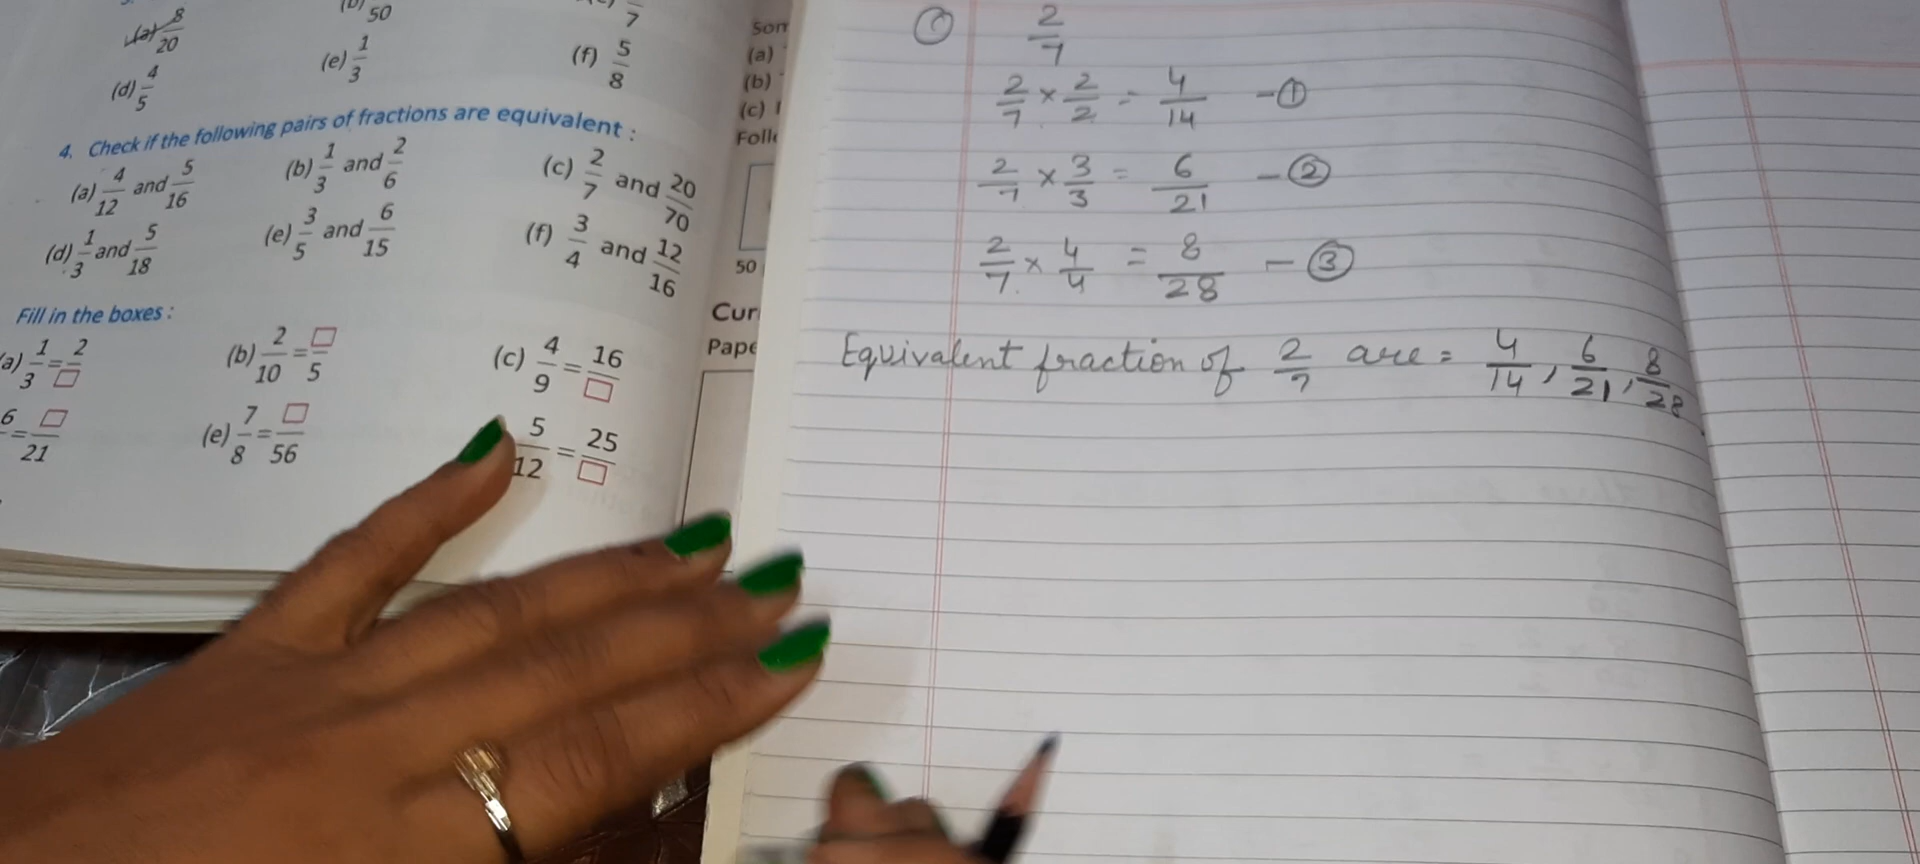 (a) 8/20 (b) /50 /7
(d) 4/5 (e) 1/3 (f) 5/8
4. Check if the following pairs of fractions are equivalent :
(a) 4/12 and 5/16 (b) 1/3 and 2/6 (c) 2/7 and 20/70
(d) 1/3 and 5/18 (e) 3/5 and 6/15 (f) 3/4 and 12/16
Fill in the boxes :
(a) 1/3 = 2/□ (b) 2/10 = □/5 (c) 4/9 = 16/□
6 = □/21 (e) 7/8 = □/56 5/12 = 25/□
(a)
(b)
(c)
50
2/7
2/7 × 2/2 = 4/14 - ①
2/7 × 3/3 = 6/21 - ②
2/7 × 4/4 = 8/28 - ③
Equivalent fraction of 2/7 are = 4/14, 6/21, 8/28.